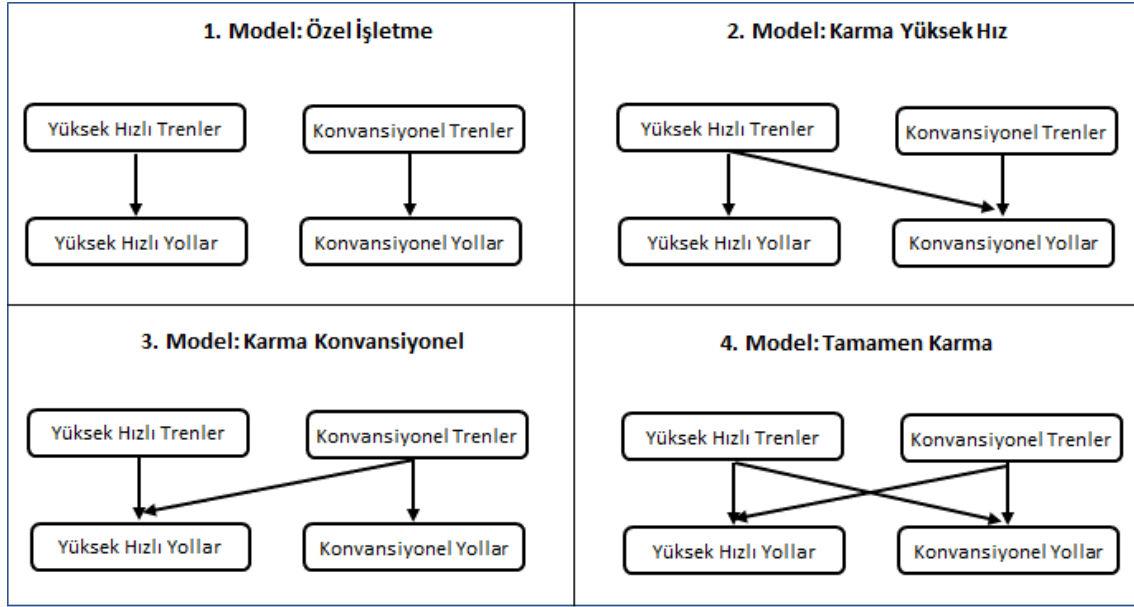 1. Model: Özel İşletme
Yüksek Hızlı Trenler
Konvansiyonel Trenler
Yüksek Hızlı Yollar
Konvansiyonel Yollar
2. Model: Karma Yüksek Hız
Yüksek Hızlı Trenler
Konvansiyonel Trenler
Yüksek Hızlı Yollar
Konvansiyonel Yollar
3. Model: Karma Konvansiyonel
Yüksek Hızlı Trenler
Konvansiyonel Trenler
Yüksek Hızlı Yollar
Konvansiyonel Yollar
4. Model: Tamamen Karma
Yüksek Hızlı Trenler
Konvansiyonel Trenler
Yüksek Hızlı Yollar
Konvansiyonel Yollar